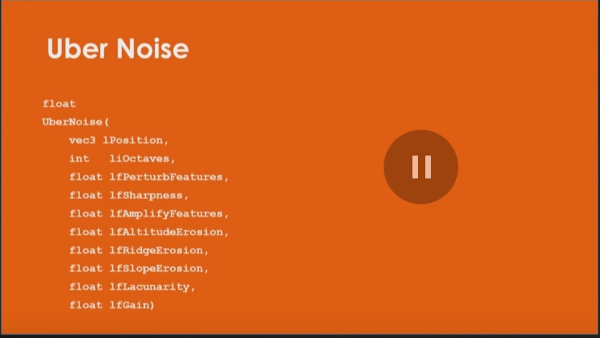 Uber Noise
float
UberNoise(
vec3 lPosition,
int liOctaves,
float lfPerturbFeatures,
float lfSharpness,
float lfAmplifyFeatures,
float lfAltitudeErosion,
float lfRidgeErosion,
float lfSlopeErosion,
float lfLacunarity,
float lfGain)